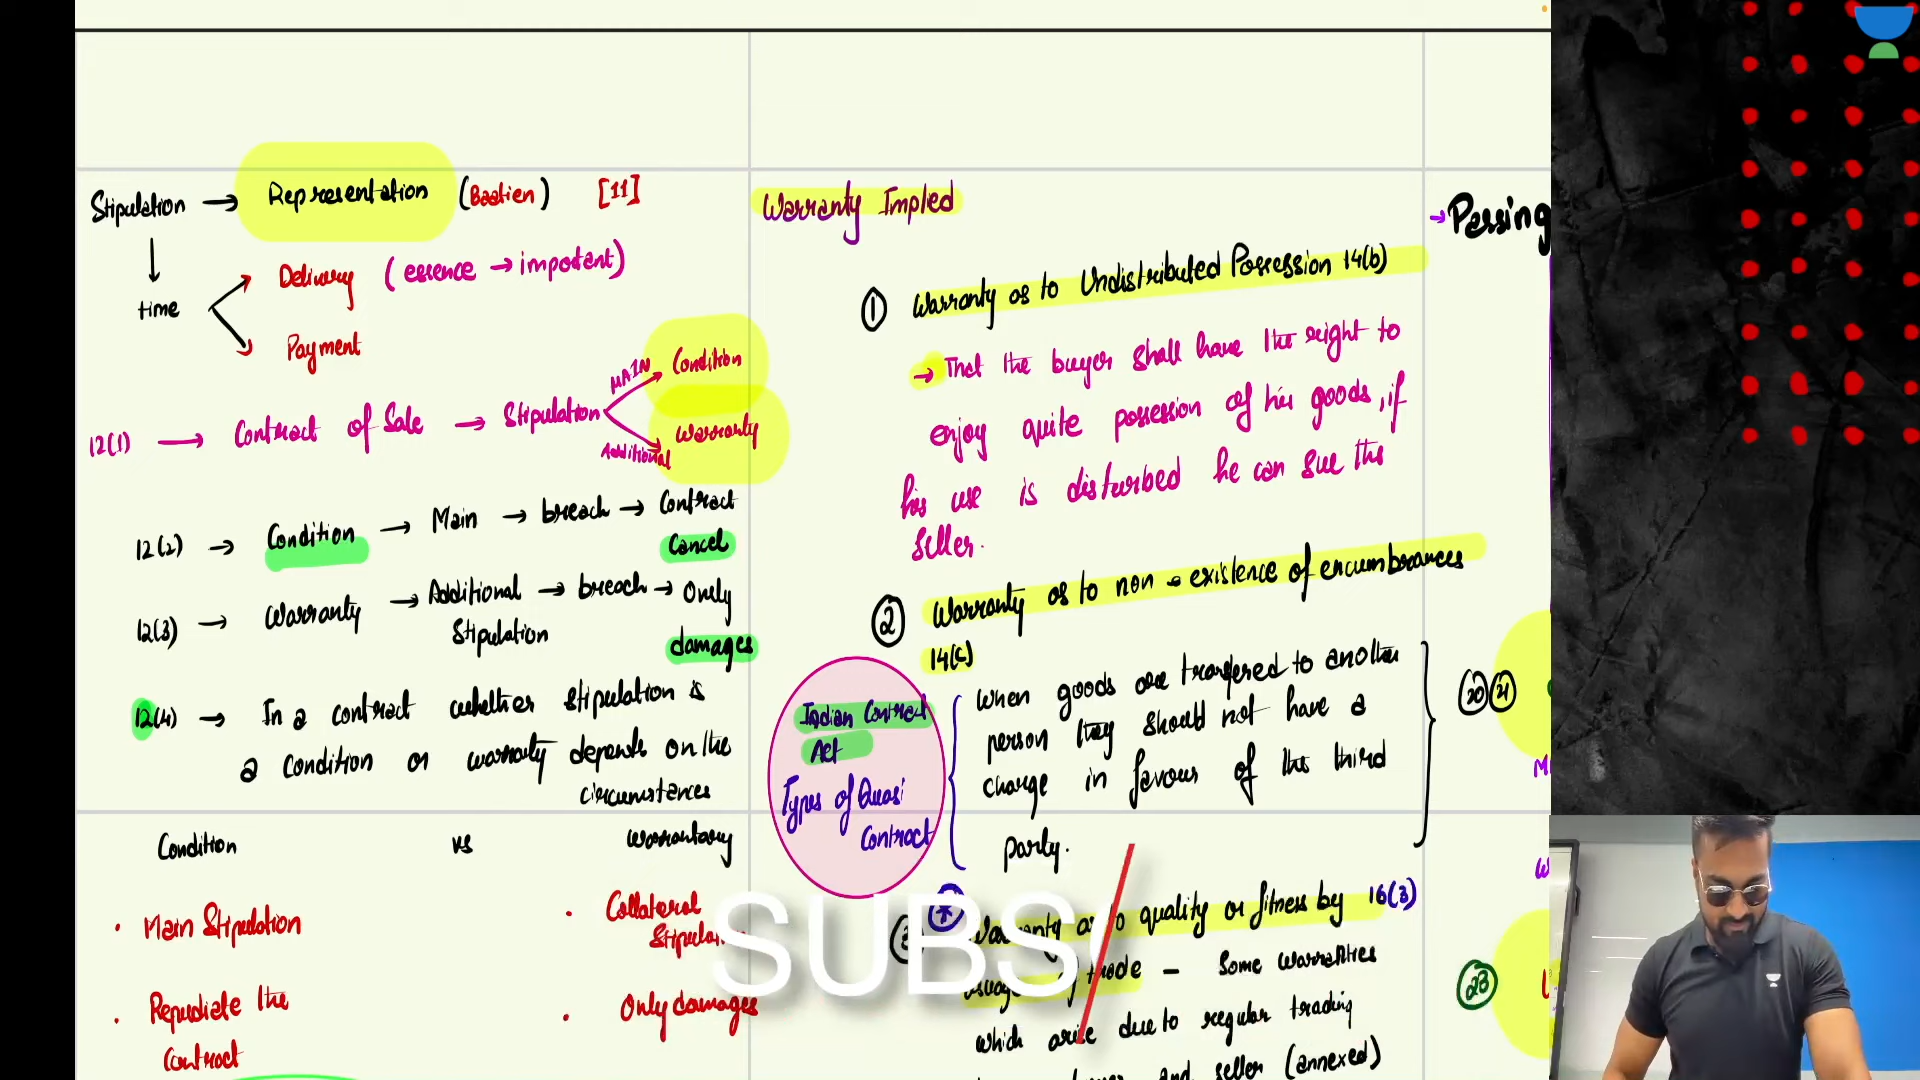 Stipulation → Representation (Baatien) [11]
time
Delivery (essence → important)
Payment
12(1) → Contract of Sale → Stipulation
MAIN Condition
Additional Warranty
12(2) → Condition → Main → breach → Contract
Cancel
12(3) → Warranty → Additional Stipulation → breach → Only
damages
12(4) → In a contract whether stipulation is
a condition or warranty depends on the
circumstances
Condition vs Warrantary
• Main Stipulation
• Collateral
• Repudiate the
contract
• Only damages
Warranty Impled
① Warranty as to Undistributed Possession 14(b)
→ That the buyer shall have the right to
enjoy quite possession of his goods, if
his use is disturbed he can sue the
seller.
② Warranty as to non - existence of encumbrances
14(c)
When goods are transfered to another
person they should not have a
charge in favour of the third
party.
Indian Contract
Act
Types of Quasi
Contract
to quality or fitness by 16(3)
trade - Some warranties
which arise due to regular trading
and seller (annexed)
SUBS
→ Passing
20 21
23